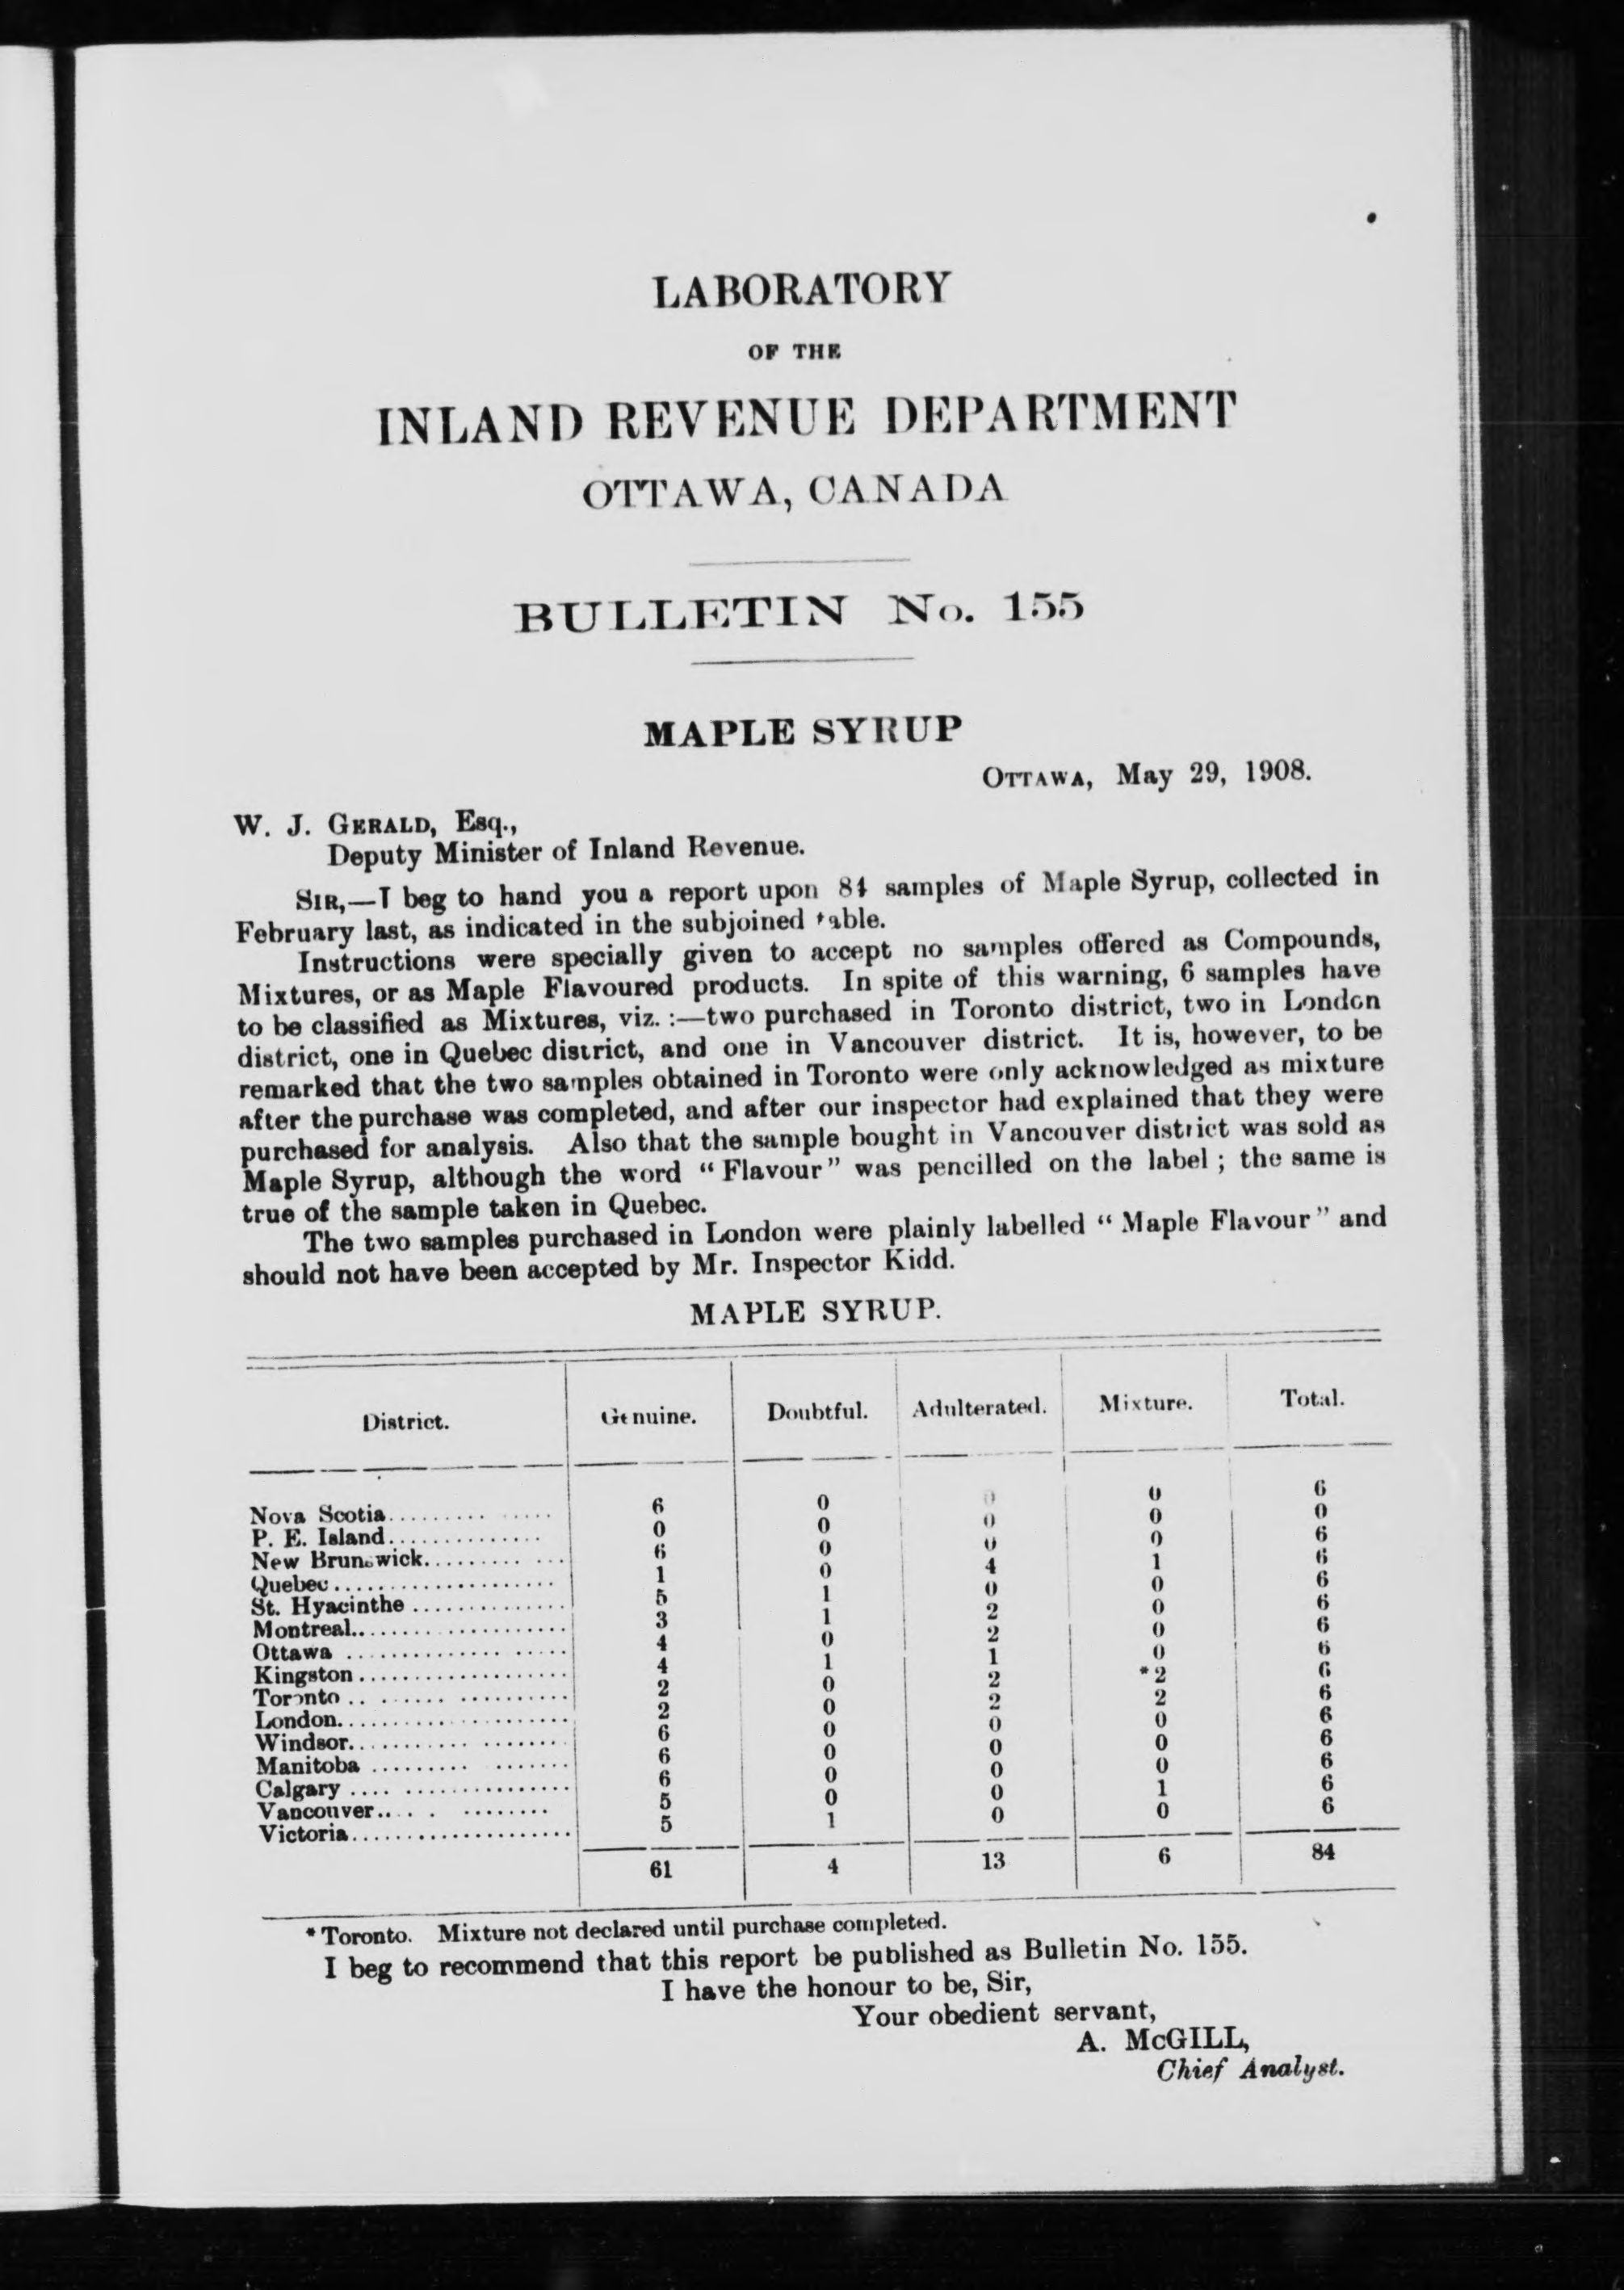 LABORATORY
OF THE
INLAND REVENUE DEPARTMENT
OTTAWA, CANADA
BULLETIN No. 155
MAPLE SYRUP
OTTAWA, May 29, 1908.
W. J. GERALD, Esq.,
Deputy Minister of Inland Revenue.
SIR,—I beg to hand you a report upon 84 samples of Maple Syrup, collected in
February last, as indicated in the subjoined table.
Instructions were specially given to accept no samples offered as Compounds,
Mixtures, or as Maple Flavoured products. In spite of this warning, 6 samples have
to be classified as Mixtures, viz. :—two purchased in Toronto district, two in London
district, one in Quebec district, and one in Vancouver district. It is, however, to be
remarked that the two samples obtained in Toronto were only acknowledged as mixture
after the purchase was completed, and after our inspector had explained that they were
purchased for analysis. Also that the sample bought in Vancouver district was sold as
Maple Syrup, although the word "Flavour" was pencilled on the label ; the same is
true of the sample taken in Quebec.
The two samples purchased in London were plainly labelled "Maple Flavour" and
should not have been accepted by Mr. Inspector Kidd.
MAPLE SYRUP.
District. Genuine. Doubtful. Adulterated. Mixture. Total.
Nova Scotia 6 0 0 0 6
P. E. Island 0 0 0 0 0
New Brunswick 6 0 0 0 6
Quebec 1 0 4 1 6
St. Hyacinthe 5 1 0 0 6
Montreal 3 1 2 0 6
Ottawa 4 0 2 0 6
Kingston 4 1 1 0 6
Toronto 2 0 2 *2 6
London 2 0 2 2 6
Windsor 6 0 0 0 6
Manitoba 6 0 0 0 6
Calgary 6 0 0 0 6
Vancouver 5 0 0 1 6
Victoria 5 1 0 0 6
61 4 13 6 84
* Toronto. Mixture not declared until purchase completed.
I beg to recommend that this report be published as Bulletin No. 155.
I have the honour to be, Sir,
Your obedient servant,
A. McGILL,
Chief Analyst.